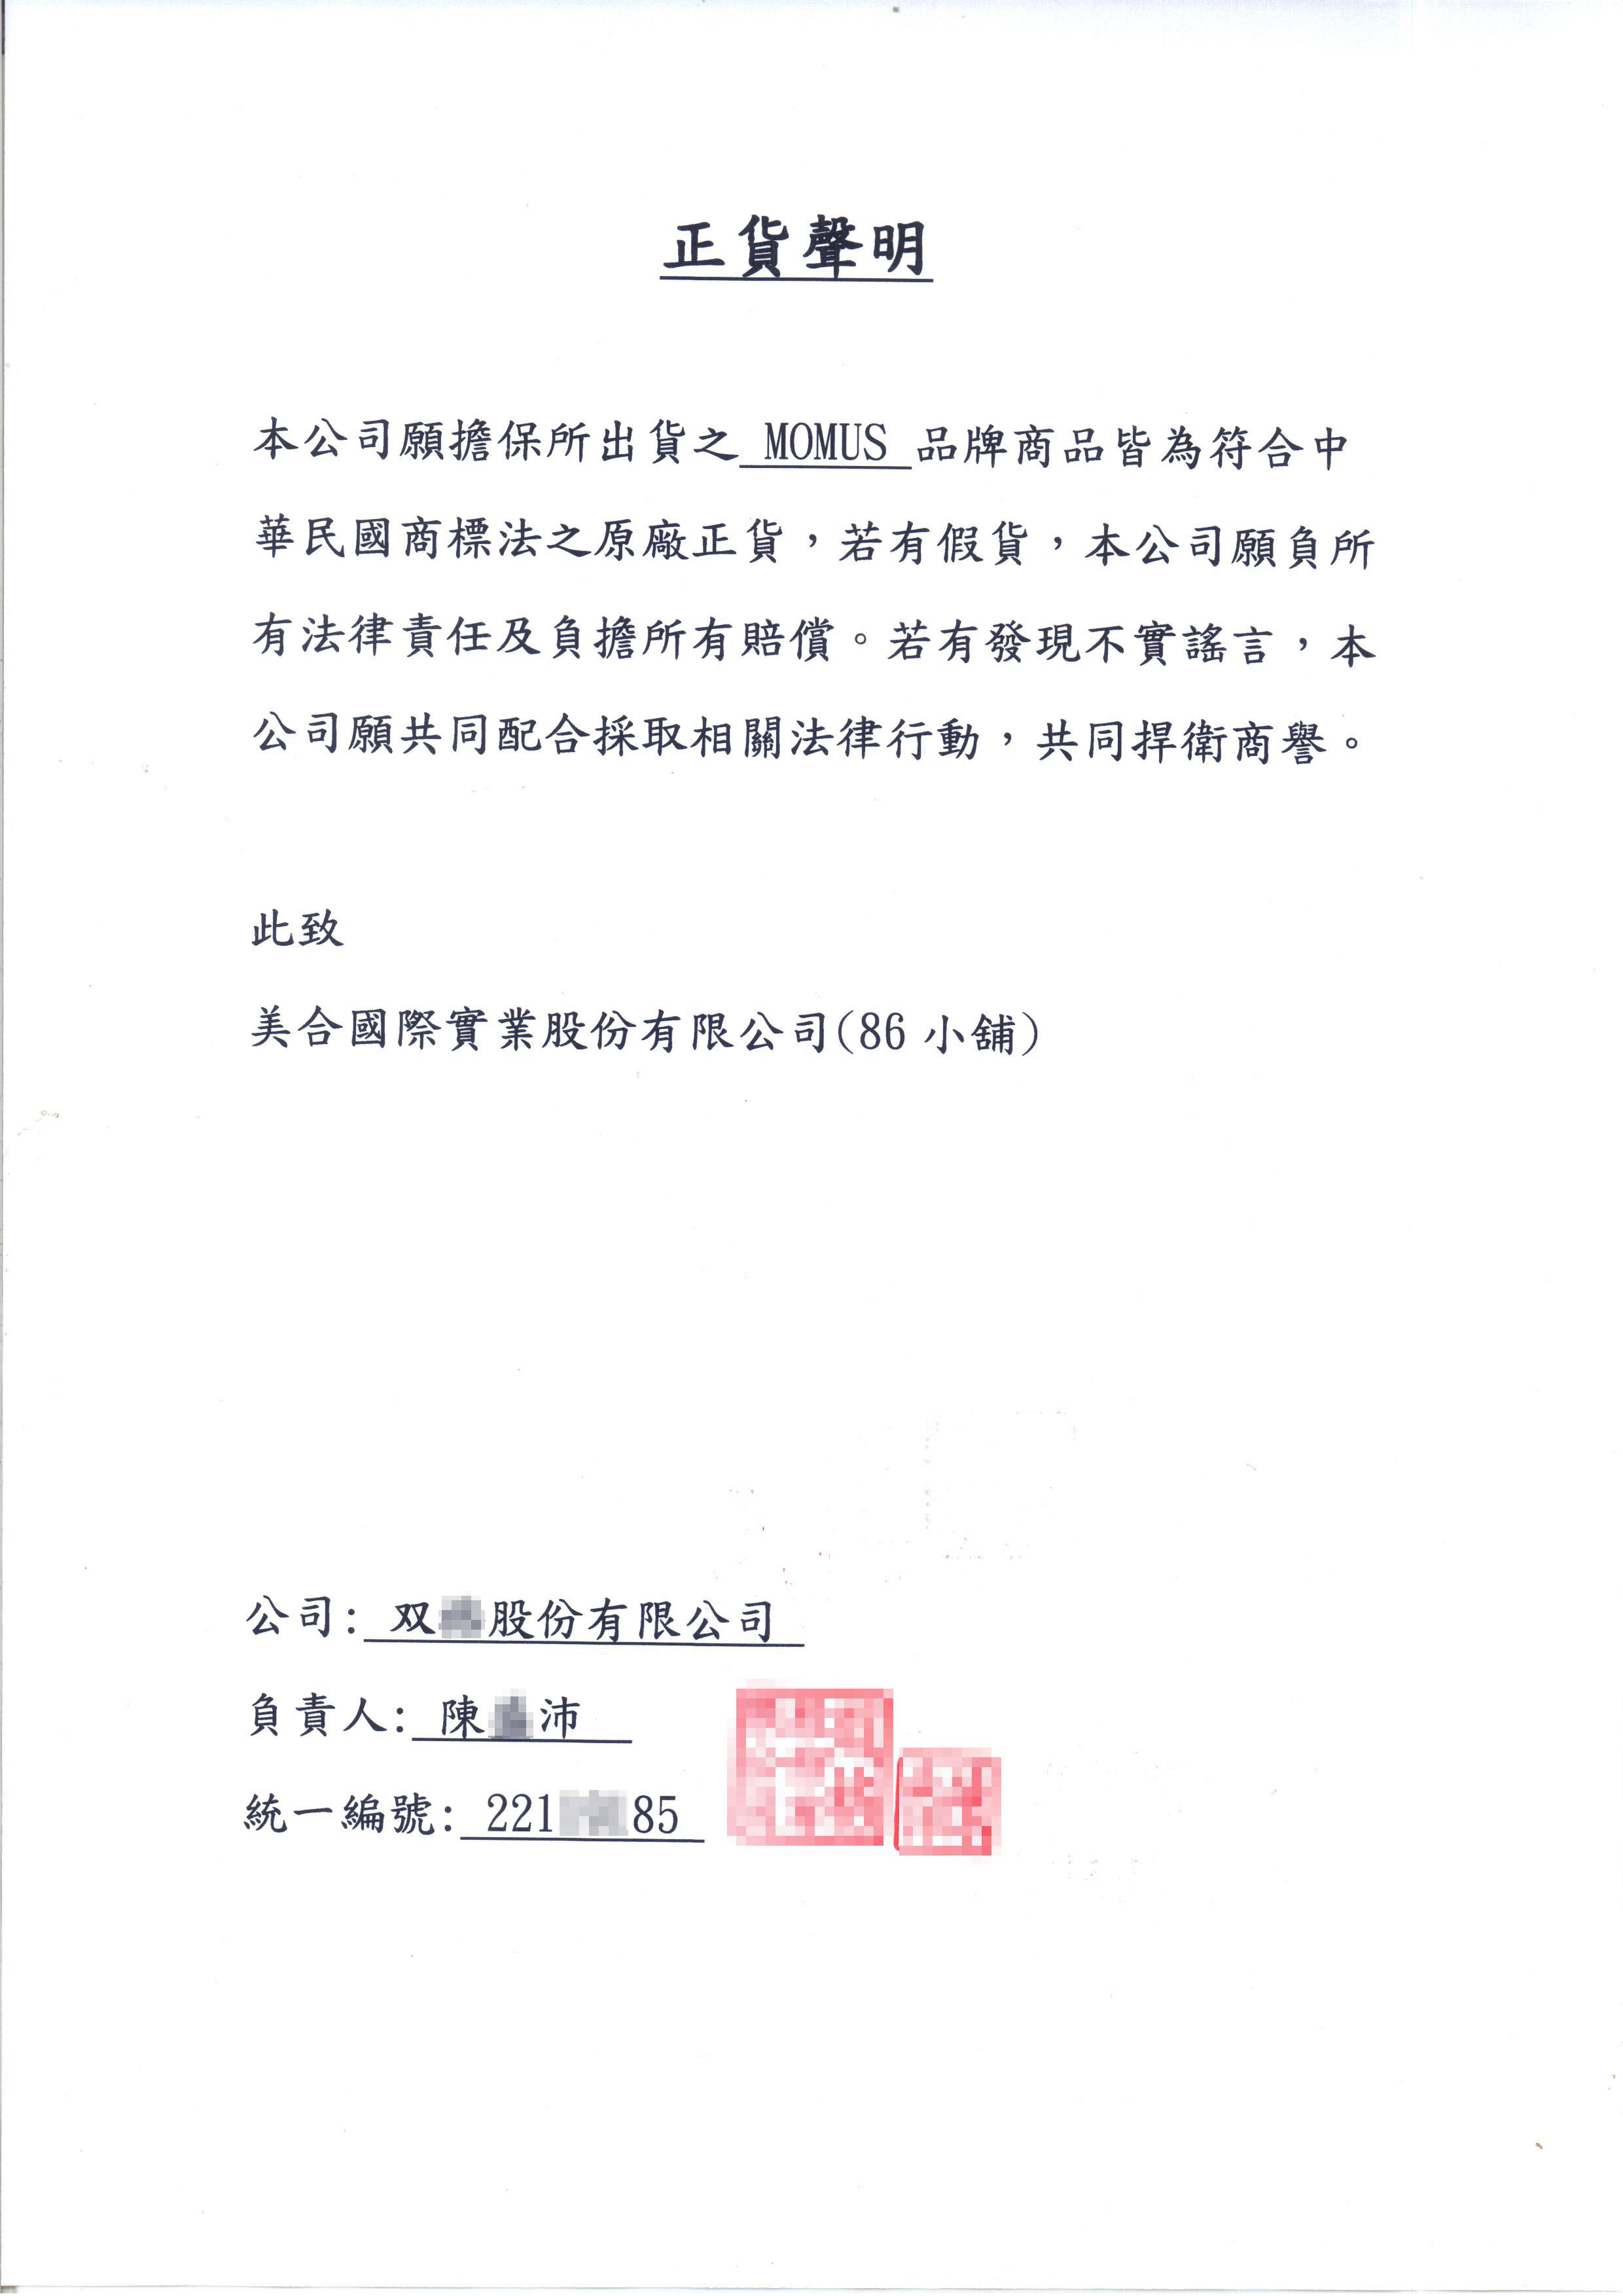 正貨聲明
本公司願擔保所出貨之 MOMUS 品牌商品皆為符合中
華民國商標法之原廠正貨，若有假貨，本公司願負所
有法律責任及負擔所有賠償。若有發現不實謠言，本
公司願共同配合採取相關法律行動，共同捍衛商譽。
此致
美合國際實業股份有限公司(86 小舖)
公司: 双 股份有限公司
負責人: 陳 沛
統一編號: 221 85